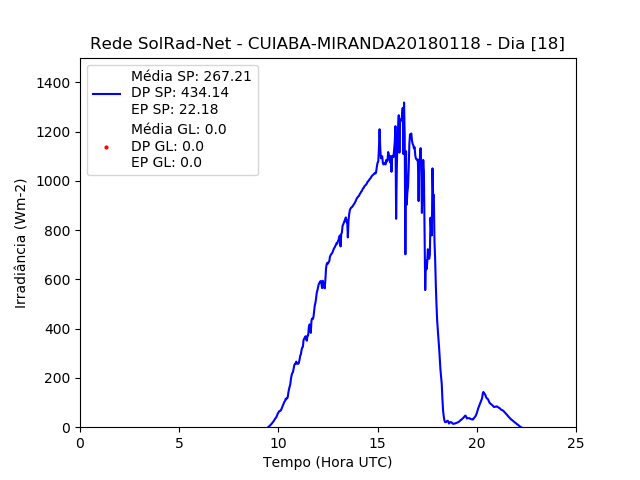 Rede SolRad-Net - CUIABA-MIRANDA20180118 - Dia [18]
Média SP: 267.21
DP SP: 434.14
EP SP: 22.18
Média GL: 0.0
DP GL: 0.0
EP GL: 0.0
1400
1200
1000
800
600
400
200
0
Irradiância (Wm-2)
0 5 10 15 20 25
Tempo (Hora UTC)